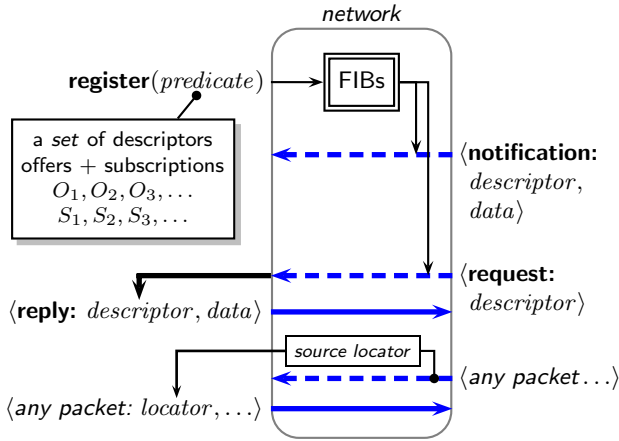 network
register(predicate)
FIBs
a set of descriptors
offers + subscriptions
O₁, O₂, O₃, . . .
S₁, S₂, S₃, . . .
⟨notification:
descriptor,
data⟩
⟨request:
descriptor⟩
⟨reply: descriptor, data⟩
source locator
⟨any packet . . .⟩
⟨any packet: locator, . . .⟩